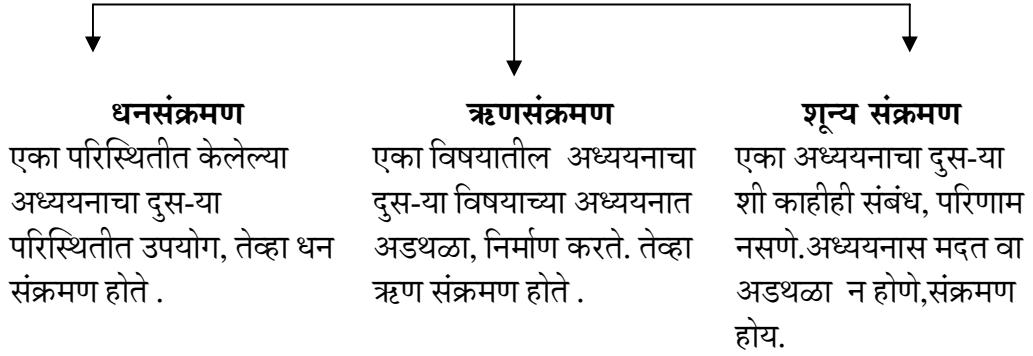 धनसंक्रमण
एका परिस्थितीत केलेल्या
अध्ययनाचा दुस-या
परिस्थितीत उपयोग, तेव्हा धन
संक्रमण होते .
ऋणसंक्रमण
एका विषयातील अध्ययनाचा
दुस-या विषयाच्या अध्ययनात
अडथळा, निर्माण करते. तेव्हा
ऋण संक्रमण होते .
शून्य संक्रमण
एका अध्ययनाचा दुस-या
शी काहीही संबंध, परिणाम
नसणे.अध्ययनास मदत वा
अडथळा न होणे,संक्रमण
होय.